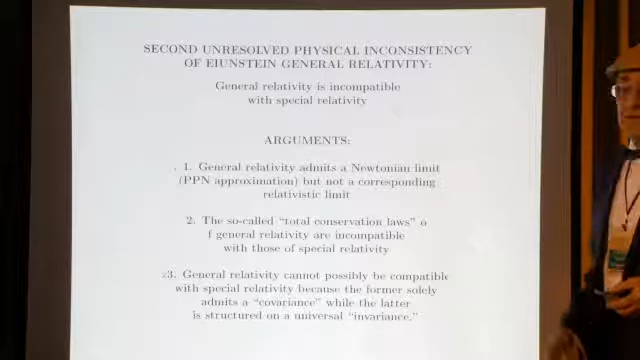 SECOND UNRESOLVED PHYSICAL INCONSISTENCY
OF EIUNSTEIN GENERAL RELATIVITY:
General relativity is incompatible
with special relativity
ARGUMENTS:
1. General relativity admits a Newtonian limit
(PPN approximation) but not a corresponding
relativistic limit
2. The so-called “total conservation laws” o
f general relativity are incompatible
with those of special relativity
z3. General relativity cannot possibly be compatible
with special relativity because the former solely
admits a “covariance” while the latter
is structured on a universal “invariance.”